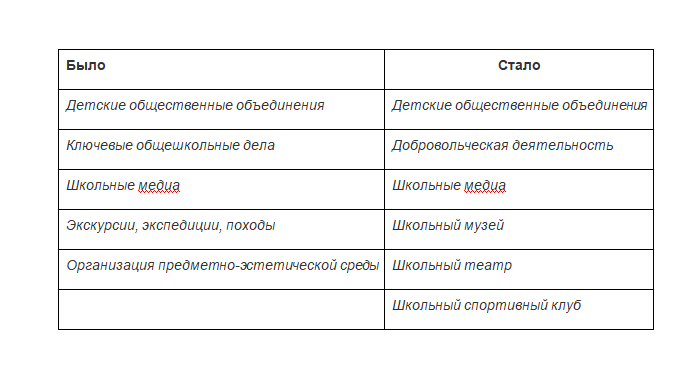 Было Стало
Детские общественные объединения Детские общественные объединения
Ключевые общешкольные дела Добровольческая деятельность
Школьные медиа Школьные медиа
Экскурсии, экспедиции, походы Школьный музей
Организация предметно-эстетической среды Школьный театр
Школьный спортивный клуб